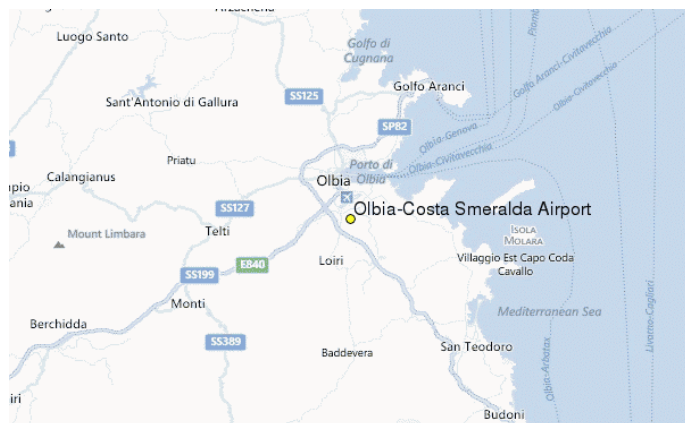 Arzachena
Luogo Santo
Golfo di
Cugnana
Golfo Aranci
Golfo Aranci-Civitavecchia
Olbia-Civitavecchia
SS125
Sant'Antonio di Gallura
SP82
Olbia-Genova
Olbia-Civitavecchia
Priatu
Porto di
Olbia
Calangianus
Olbia
SS127
Olbia-Costa Smeralda Airport
Telti
Mount Limbara
ISOLA
MOLARA
Loiri
Villaggio Est Capo Coda
Cavallo
E840
SS199
Monti
Mediterranean Sea
Livorno-Cagliari
Berchidda
SS389
San Teodoro
Baddevera
Olbia-Arbatax
Budoni